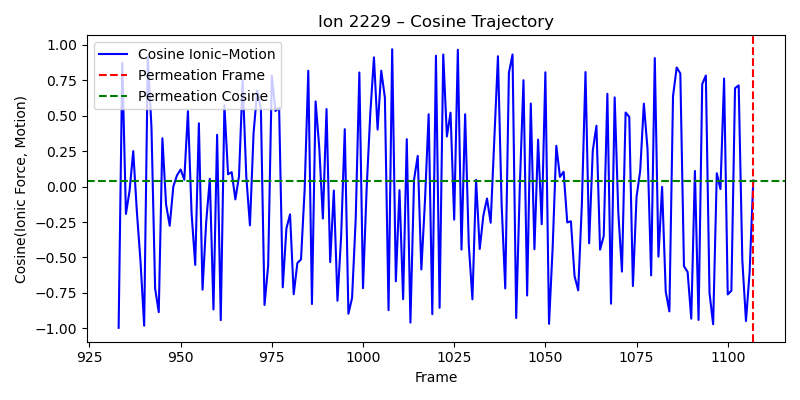 Ion 2229 – Cosine Trajectory
Cosine(Ionic Force, Motion)
1.00
0.75
0.50
0.25
0.00
−0.25
−0.50
−0.75
−1.00
Cosine Ionic–Motion
Permeation Frame
Permeation Cosine
925 950 975 1000 1025 1050 1075 1100
Frame